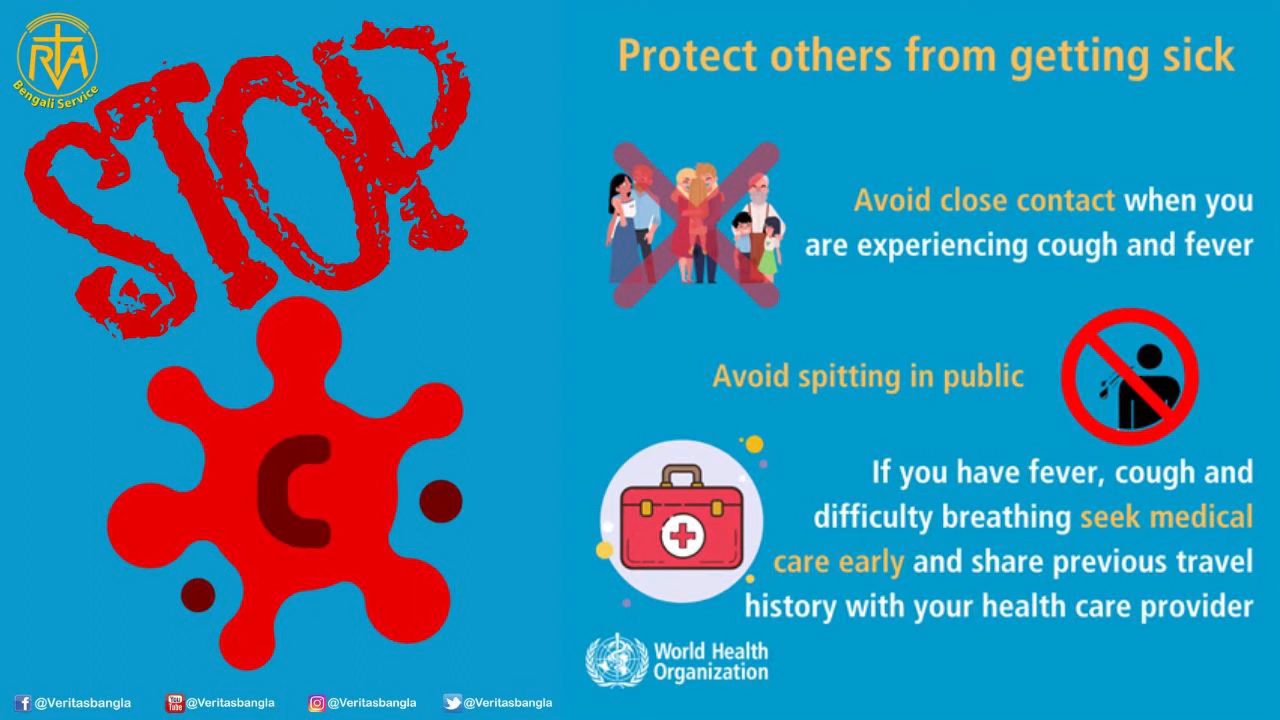 RVA
Bengali Service
STOP
C
@Veritasbangla
You
Tube
@Veritasbangla
@Veritasbangla
@Veritasbangla
Protect others from getting sick
Avoid close contact when you
are experiencing cough and fever
Avoid spitting in public
If you have fever, cough and
difficulty breathing seek medical
care early and share previous travel
history with your health care provider
World Health
Organization